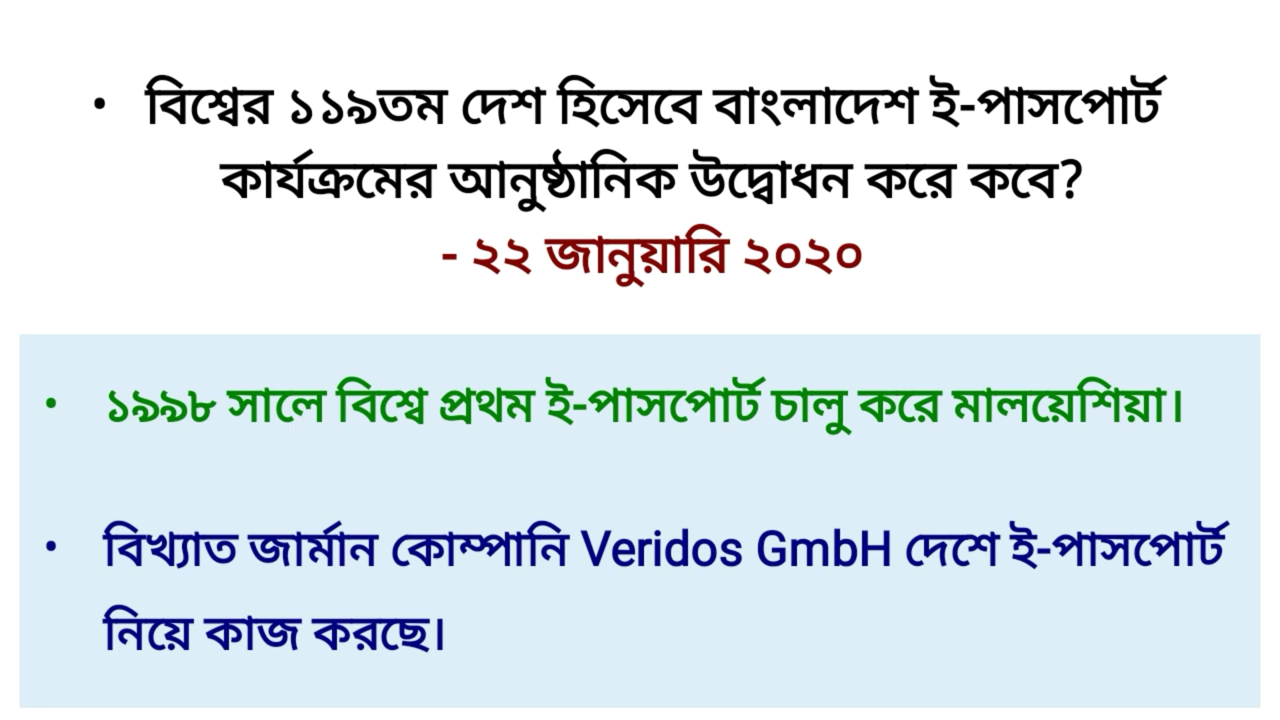 • বিশ্বের ১১৯তম দেশ হিসেবে বাংলাদেশ ই-পাসপোর্ট
কার্যক্রমের আনুষ্ঠানিক উদ্বোধন করে কবে?
- ২২ জানুয়ারি ২০২০
• ১৯৯৮ সালে বিশ্বে প্রথম ই-পাসপোর্ট চালু করে মালয়েশিয়া।
• বিখ্যাত জার্মান কোম্পানি Veridos GmbH দেশে ই-পাসপোর্ট
নিয়ে কাজ করছে।